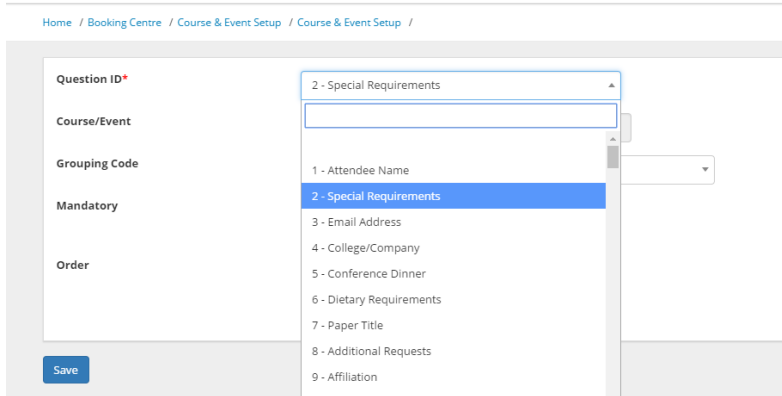 Home / Booking Centre / Course & Event Setup / Course & Event Setup /
Question ID*
2 - Special Requirements
Course/Event
Grouping Code
Mandatory
Order
1 - Attendee Name
2 - Special Requirements
3 - Email Address
4 - College/Company
5 - Conference Dinner
6 - Dietary Requirements
7 - Paper Title
8 - Additional Requests
9 - Affiliation
Save